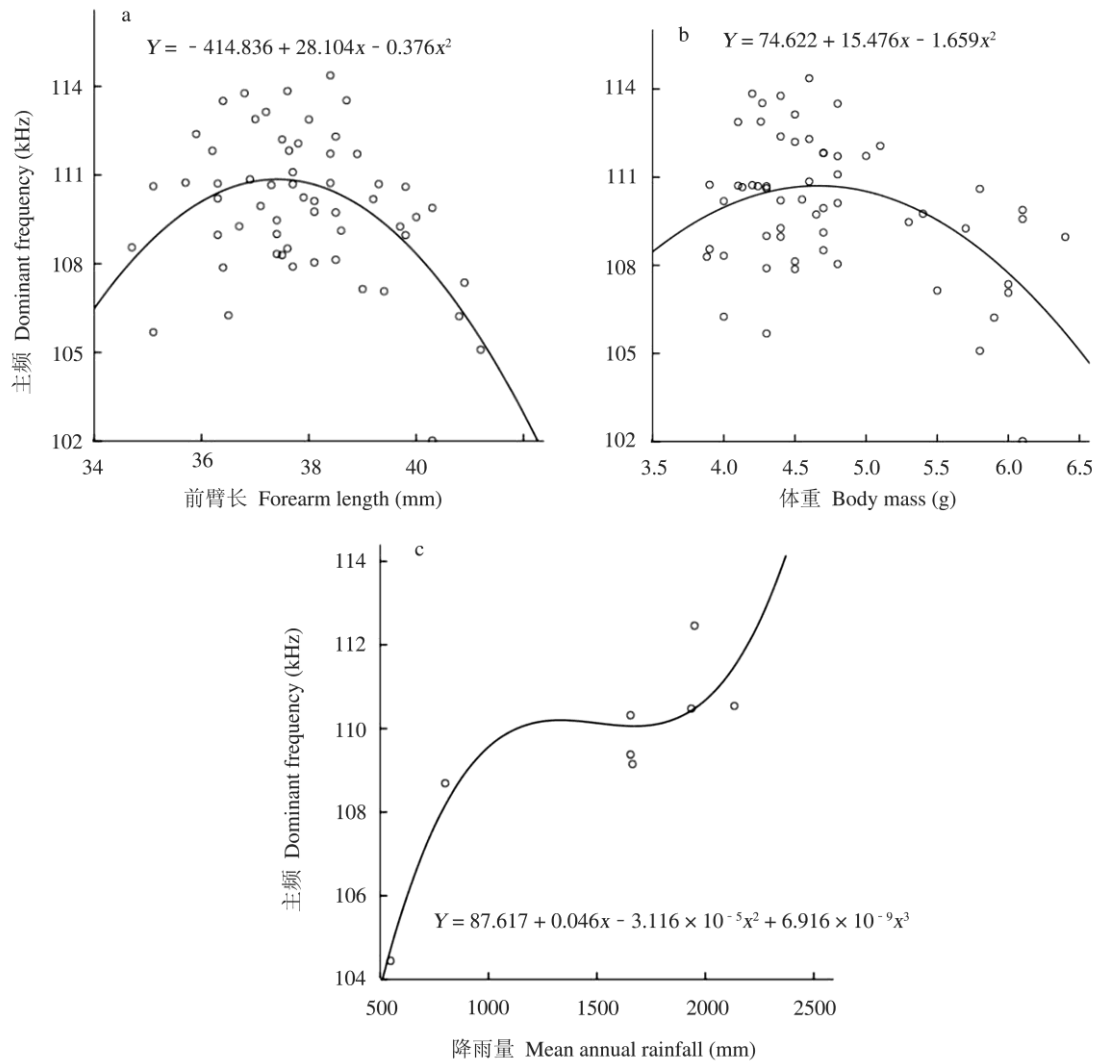 a
Y = - 414.836 + 28.104x - 0.376x²
114
111
108
105
102
34
36
38
40
主频 Dominant frequency (kHz)
前臂长 Forearm length (mm)
b
Y = 74.622 + 15.476x - 1.659x²
114
111
108
105
102
3.5
4.0
4.5
5.0
5.5
6.0
6.5
体重 Body mass (g)
c
114
112
110
108
106
104
500
1000
1500
2000
2500
主频 Dominant frequency (kHz)
Y = 87.617 + 0.046x - 3.116 × 10⁻⁵x² + 6.916 × 10⁻⁹x³
降雨量 Mean annual rainfall (mm)